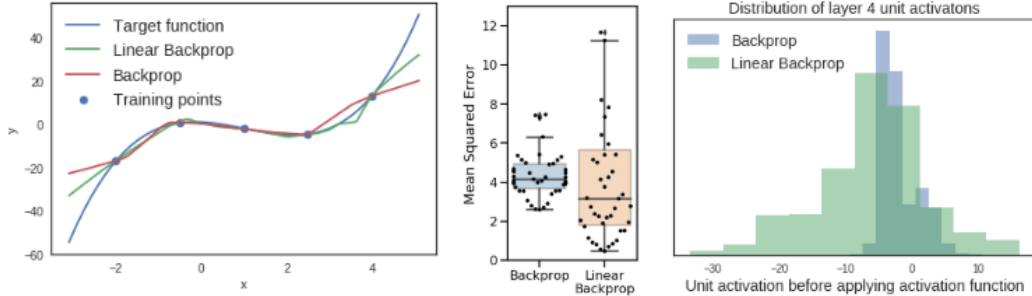 Target function
Linear Backprop
Backprop
Training points
40
20
0
−20
−40
−60
y
−2
0
2
4
x
Mean Squared Error
12
10
8
6
4
2
0
Backprop
Linear
Backprop
Distribution of layer 4 unit activatons
Backprop
Linear Backprop
−30
−20
−10
0
10
Unit activation before applying activation function